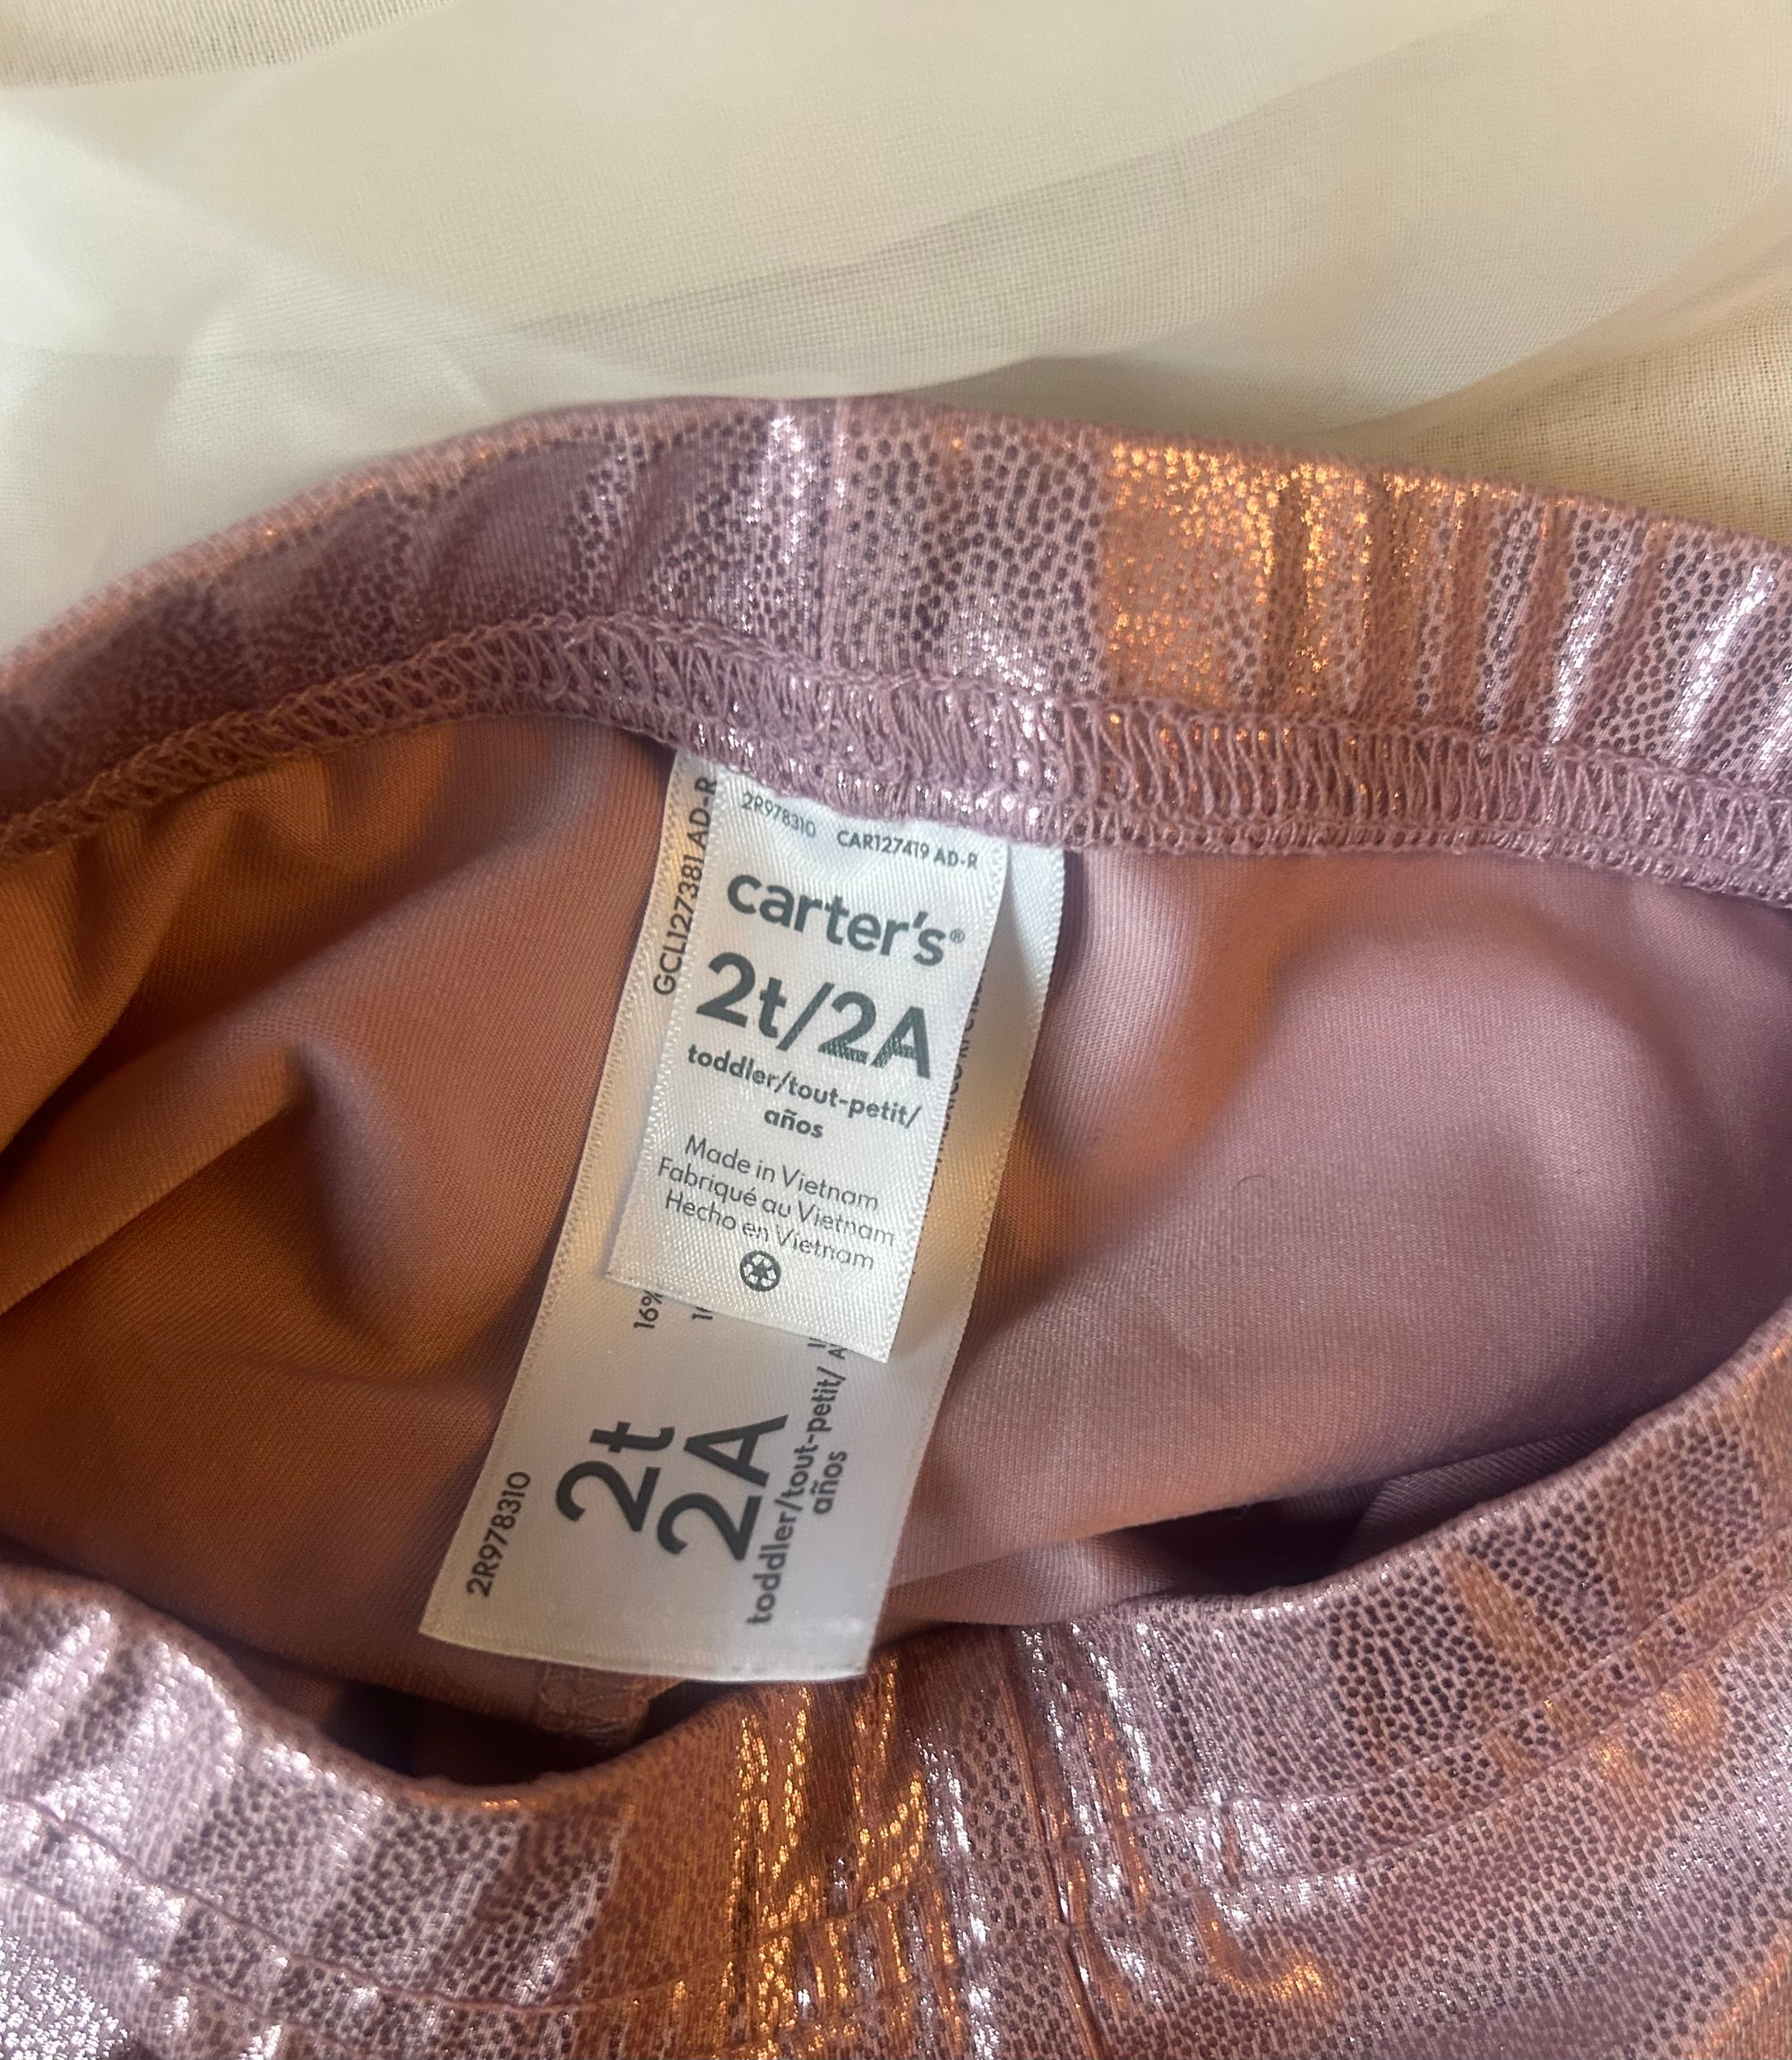 2R978310 CAR127419 AD-R
carter's®
2t/2A
toddler/tout-petit/
años
Made in Vietnam
Fabriqué au Vietnam
Hecho en Vietnam
GCL127381 AD-R
16%
2R978310
2t
2A
toddler/tout-petit/
años